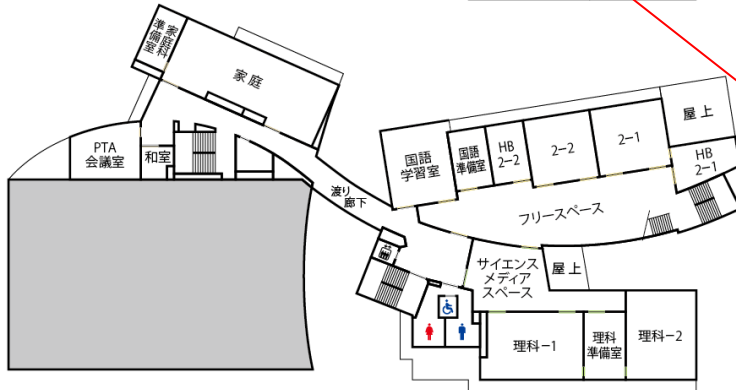 家庭科
準備室
家 庭
PTA
会議室
和室
渡り
廊下
国語
学習室
国語
準備室
HB
2-2
2-2
2-1
屋 上
HB
2-1
フリースペース
サイエンス
メディア
スペース
屋 上
理科-1
理科
準備室
理科-2